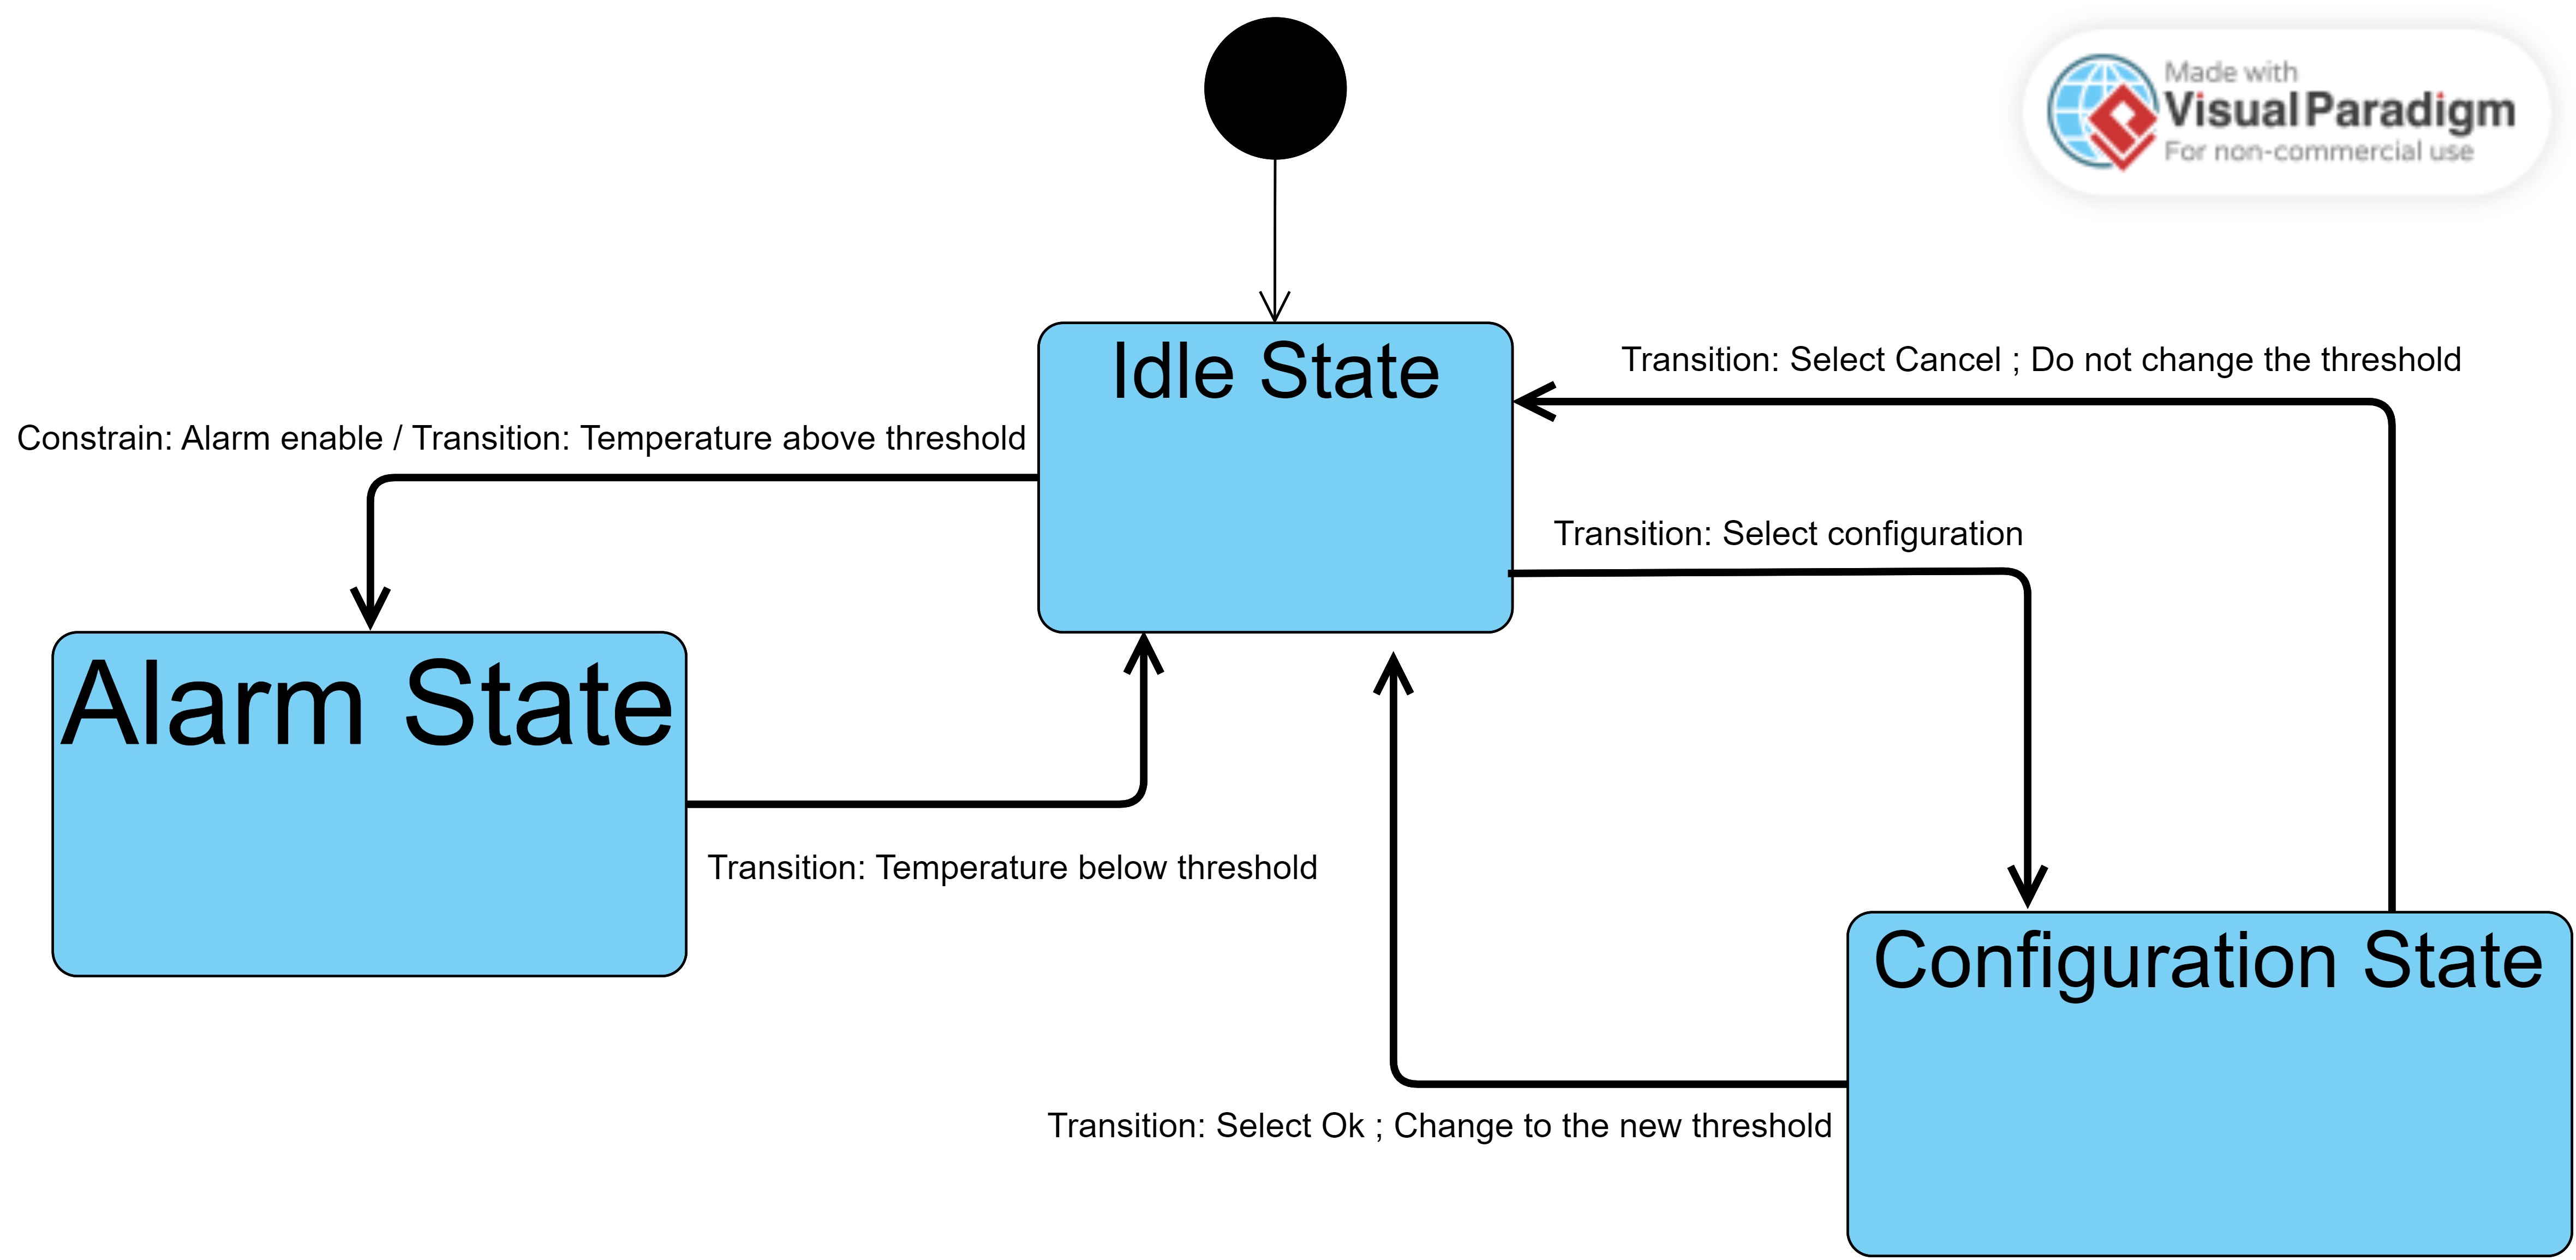 Made with
Visual Paradigm
For non-commercial use
Idle State
Transition: Select Cancel ; Do not change the threshold
Constrain: Alarm enable / Transition: Temperature above threshold
Transition: Select configuration
Alarm State
Transition: Temperature below threshold
Configuration State
Transition: Select Ok ; Change to the new threshold